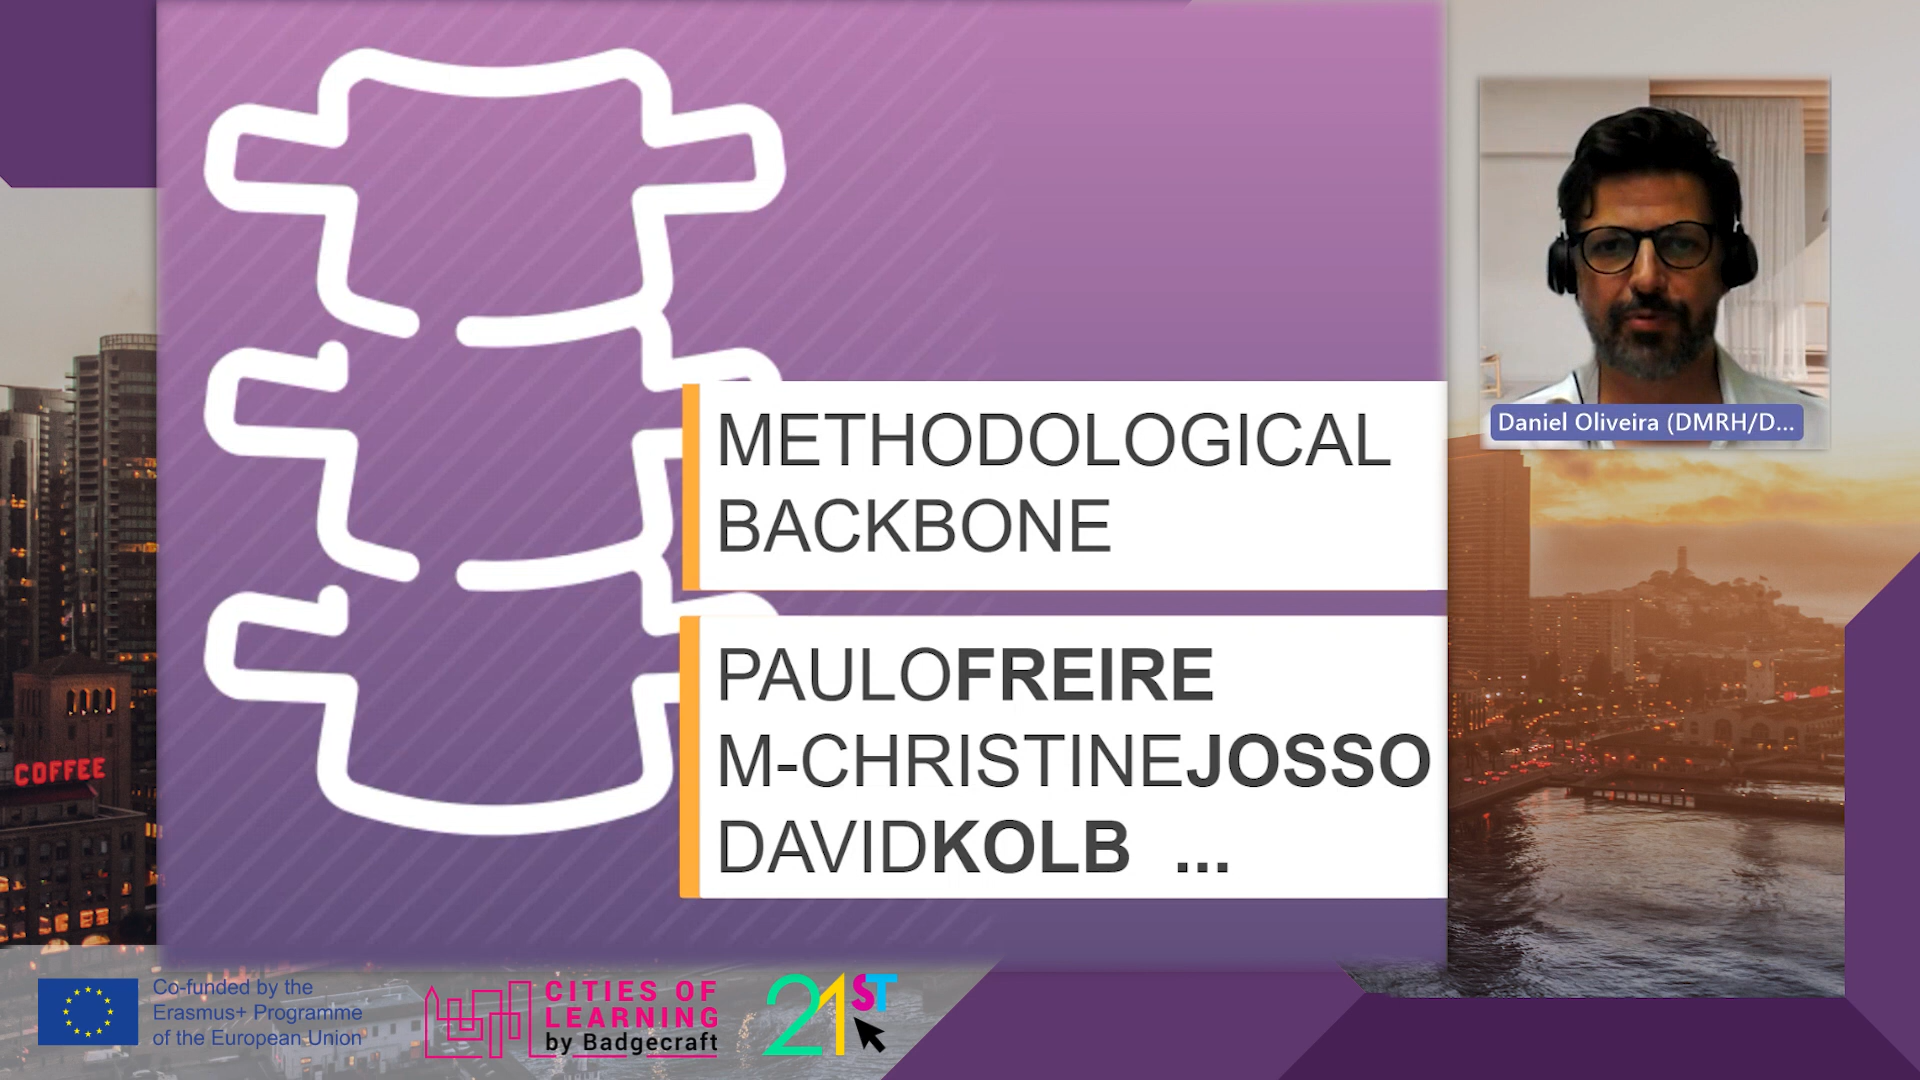 METHODOLOGICAL
BACKBONE
PAULOFREIRE
M-CHRISTINEJOSSO
DAVIDKOLB ...
Daniel Oliveira (DMRH/D...
COFFEE
Co-funded by the
Erasmus+ Programme
of the European Union
CITIES OF
LEARNING
by Badgecraft
21ST